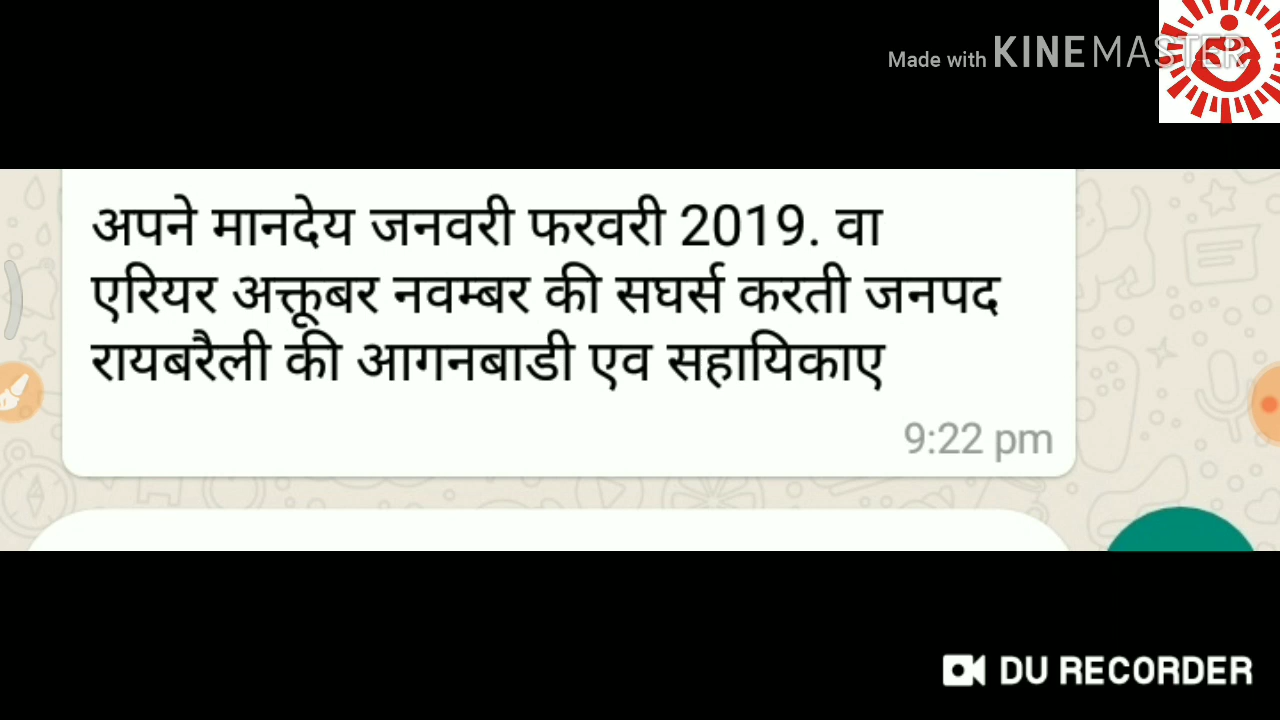 Made with KINEMASTER
अपने मानदेय जनवरी फरवरी 2019. वा
एरियर अक्तूबर नवम्बर की सघर्स करती जनपद
रायबरैली की आगनबाडी एव सहायिकाए
9:22 pm
DU RECORDER